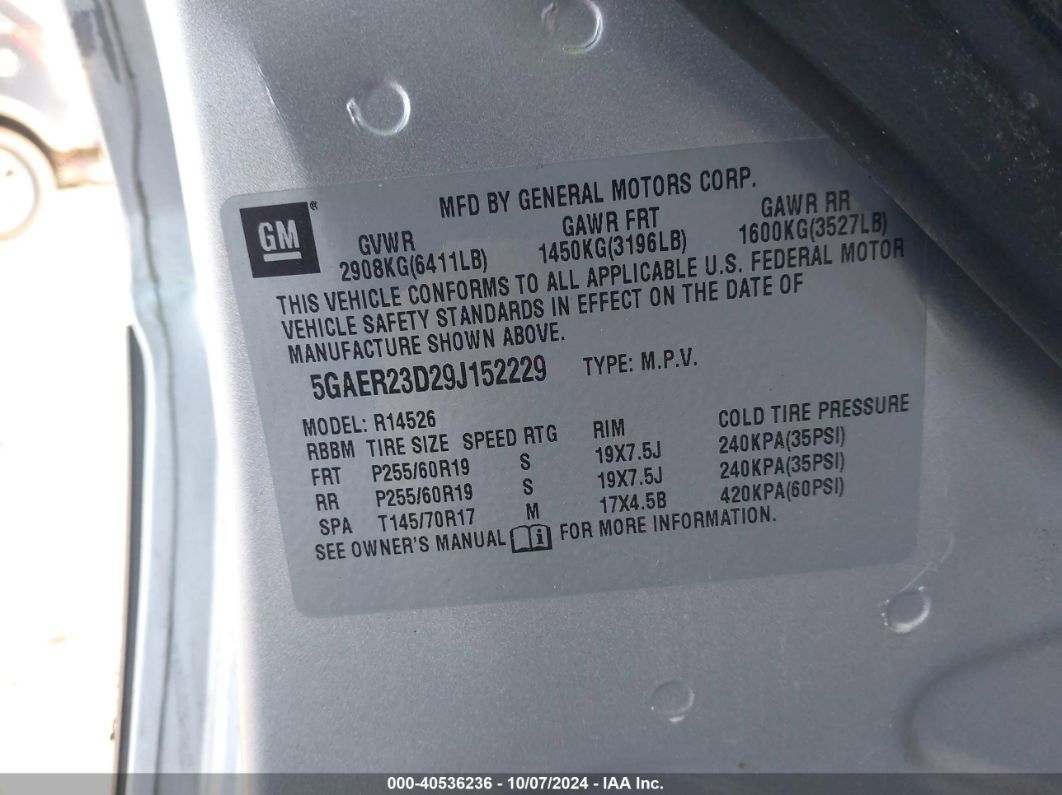 MFD BY GENERAL MOTORS CORP.
GM®
GVWR GAWR FRT GAWR RR
2908KG(6411LB) 1450KG(3196LB) 1600KG(3527LB)
THIS VEHICLE CONFORMS TO ALL APPLICABLE U.S. FEDERAL MOTOR
VEHICLE SAFETY STANDARDS IN EFFECT ON THE DATE OF
MANUFACTURE SHOWN ABOVE.
5GAER23D29J152229 TYPE: M.P.V.
MODEL: R14526
RBBM TIRE SIZE SPEED RTG RIM COLD TIRE PRESSURE
FRT P255/60R19 S 19X7.5J 240KPA(35PSI)
RR P255/60R19 S 19X7.5J 240KPA(35PSI)
SPA T145/70R17 M 17X4.5B 420KPA(60PSI)
SEE OWNER'S MANUAL i FOR MORE INFORMATION.
000-40536236 - 10/07/2024 - IAA Inc.